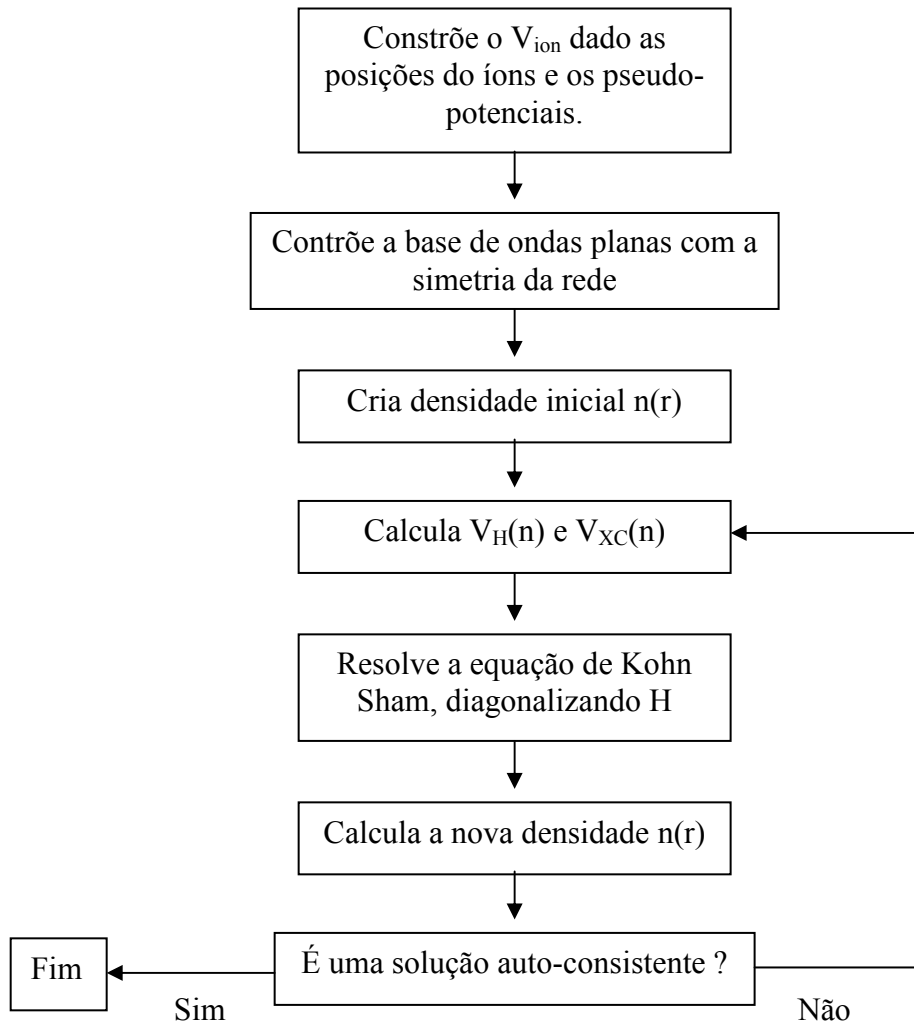 Constrõe o V_ion dado as
posições do íons e os pseudo-
potenciais.
Contrõe a base de ondas planas com a
simetria da rede
Cria densidade inicial n(r)
Calcula V_H(n) e V_XC(n)
Resolve a equação de Kohn
Sham, diagonalizando H
Calcula a nova densidade n(r)
Fim
É uma solução auto-consistente ?
Sim
Não